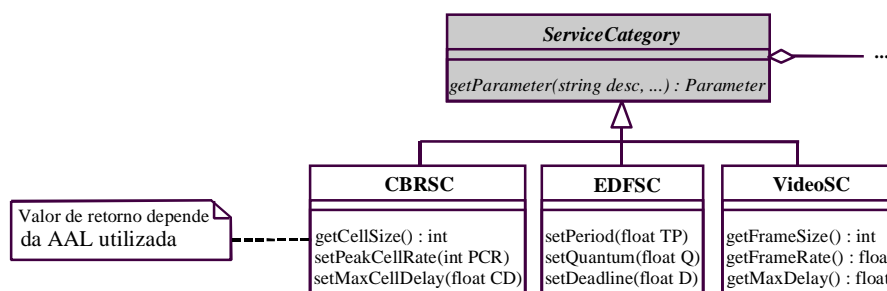 ServiceCategory
...
getParameter(string desc, ...) : Parameter
CBRSC
EDFSC
VideoSC
Valor de retorno depende
da AAL utilizada
getCellSize() : int
setPeakCellRate(int PCR)
setMaxCellDelay(float CD)
setPeriod(float TP)
setQuantum(float Q)
setDeadline(float D)
getFrameSize() : int
getFrameRate() : floa
getMaxDelay() : float